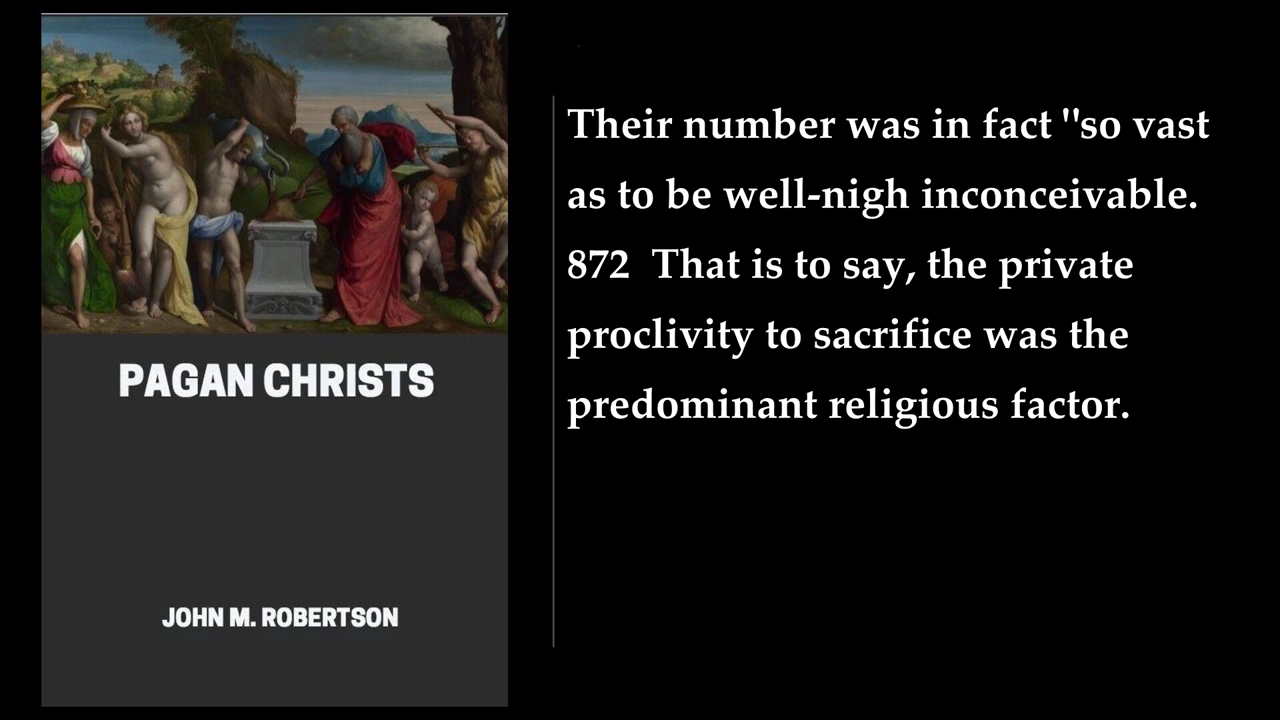 PAGAN CHRISTS
JOHN M. ROBERTSON
Their number was in fact "so vast
as to be well-nigh inconceivable.
872 That is to say, the private
proclivity to sacrifice was the
predominant religious factor.